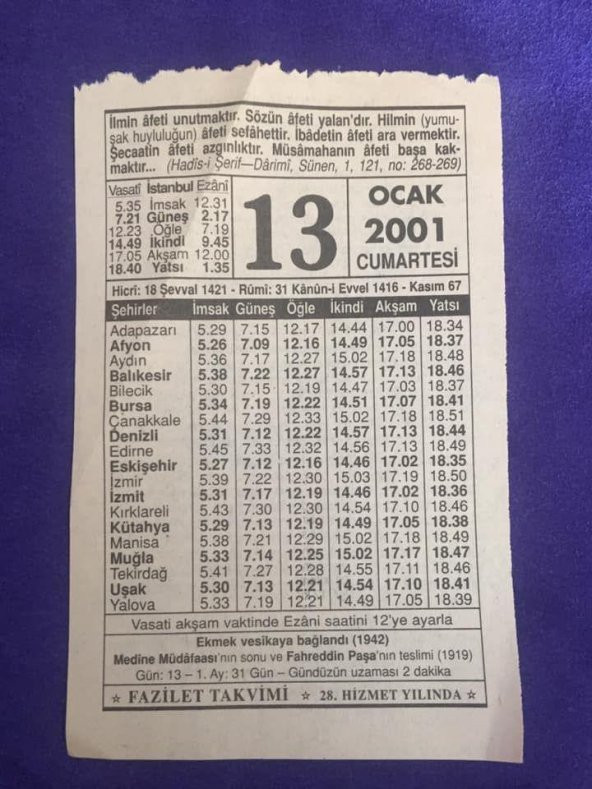 İlmin âfeti unutmaktır. Sözün âfeti yalan'dır. Hilmin (yumu-
şak huyluluğun) âfeti sefâhettir. İbâdetin âfeti ara vermektir.
Şecaatin âfeti azgınlıktır. Müsâmahanın âfeti başa kak-
maktır... (Hadîs-i Şerif—Dârimî, Sünen, 1, 121, no: 268-269)
Vasatî İstanbul Ezânî
5.35 İmsak 12.31
7.21 Güneş 2.17
12.23 Öğle 7.19
14.49 İkindi 9.45
17.05 Akşam 12.00
18.40 Yatsı 1.35
13
OCAK
2001
CUMARTESİ
Hicrî: 18 Şevval 1421 - Rûmî: 31 Kânûn-i Evvel 1416 - Kasım 67
Şehirler İmsak Güneş Öğle İkindi Akşam Yatsı
Adapazarı 5.29 7.15 12.17 14.44 17.00 18.34
Afyon 5.26 7.09 12.16 14.49 17.05 18.37
Aydın 5.36 7.17 12.27 15.02 17.18 18.48
Balıkesir 5.38 7.22 12.27 14.57 17.13 18.46
Bilecik 5.30 7.15 12.19 14.47 17.03 18.37
Bursa 5.34 7.19 12.22 14.51 17.07 18.41
Çanakkale 5.44 7.29 12.33 15.02 17.18 18.51
Denizli 5.31 7.12 12.22 14.57 17.13 18.44
Edirne 5.45 7.33 12.32 14.56 17.13 18.49
Eskişehir 5.27 7.12 12.16 14.46 17.02 18.35
İzmir 5.39 7.22 12.30 15.03 17.19 18.50
İzmit 5.31 7.17 12.19 14.46 17.02 18.36
Kırklareli 5.43 7.30 12.30 14.54 17.10 18.46
Kütahya 5.29 7.13 12.19 14.49 17.05 18.38
Manisa 5.38 7.21 12.29 15.02 17.18 18.49
Muğla 5.33 7.14 12.25 15.02 17.17 18.47
Tekirdağ 5.41 7.27 12.28 14.55 17.11 18.46
Uşak 5.30 7.13 12.21 14.54 17.10 18.41
Yalova 5.33 7.19 12.21 14.49 17.05 18.39
Vasati akşam vaktinde Ezâni saatini 12'ye ayarla
Ekmek vesikaya bağlandı (1942)
Medîne Müdâfaası'nın sonu ve Fahreddin Paşa'nın teslimi (1919)
Gün: 13 – 1. Ay: 31 Gün – Gündüzün uzaması 2 dakika
☆ FAZİLET TAKVİMİ ☆ 28. HİZMET YILINDA ☆